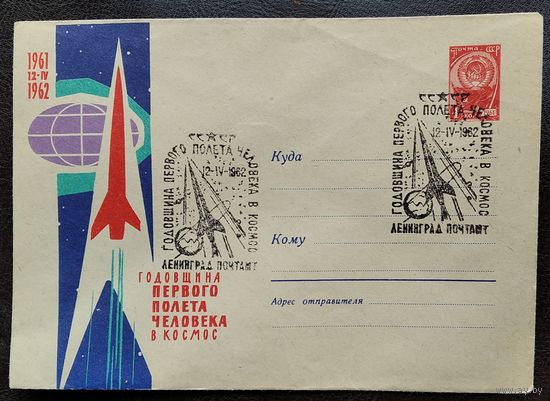 1961
12-IV
1962
ГОДОВЩИНА
ПЕРВОГО
ПОЛЕТА
ЧЕЛОВЕКА
В КОСМОС
СССР
ГОДОВЩИНА ПЕРВОГО ПОЛЕТА ЧЕЛОВЕКА В КОСМОС
12-IV-1962
ЛЕНИНГРАД ПОЧТАМТ
Куда
Кому
Адрес отправителя
ПОЧТА СССР
СССР
ГОДОВЩИНА ПЕРВОГО ПОЛЕТА ЧЕЛОВЕКА В КОСМОС
12-IV-1962
ЛЕНИНГРАД ПОЧТАМТ